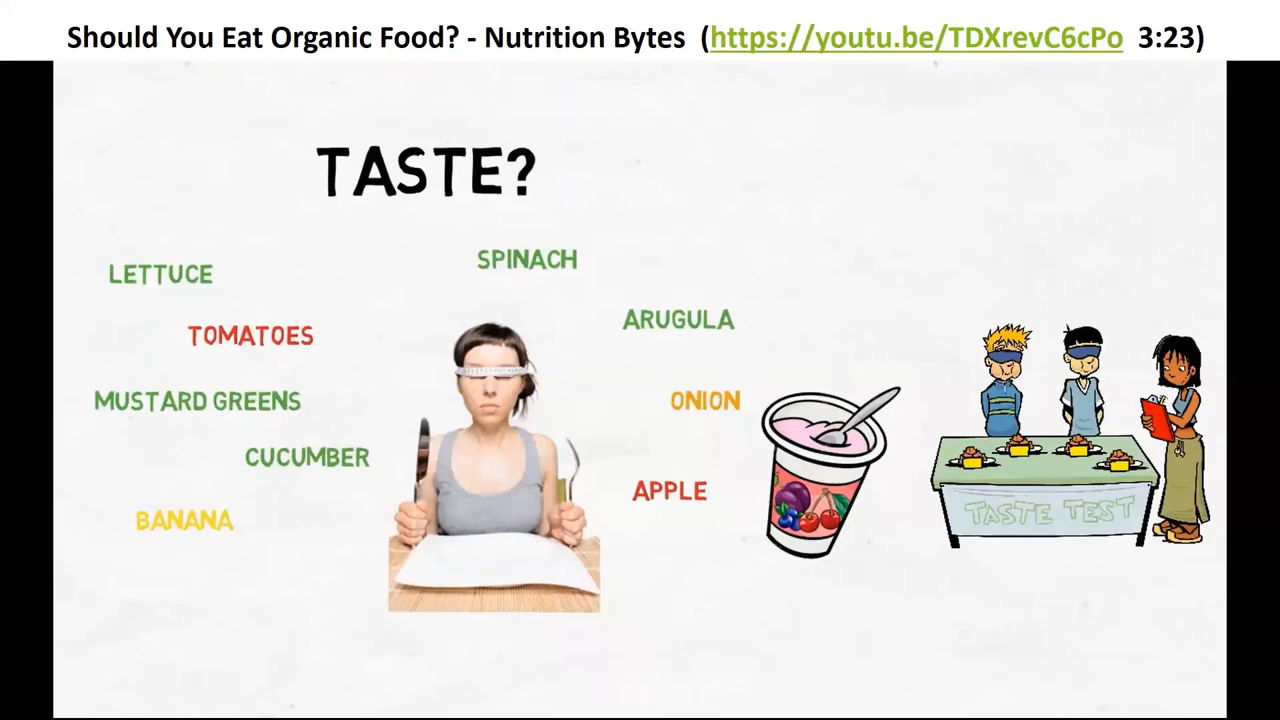 Should You Eat Organic Food? - Nutrition Bytes (https://youtu.be/TDXrevC6cPo 3:23)
TASTE?
SPINACH
LETTUCE
ARUGULA
TOMATOES
MUSTARD GREENS
ONION
CUCUMBER
APPLE
BANANA
TASTE TEST